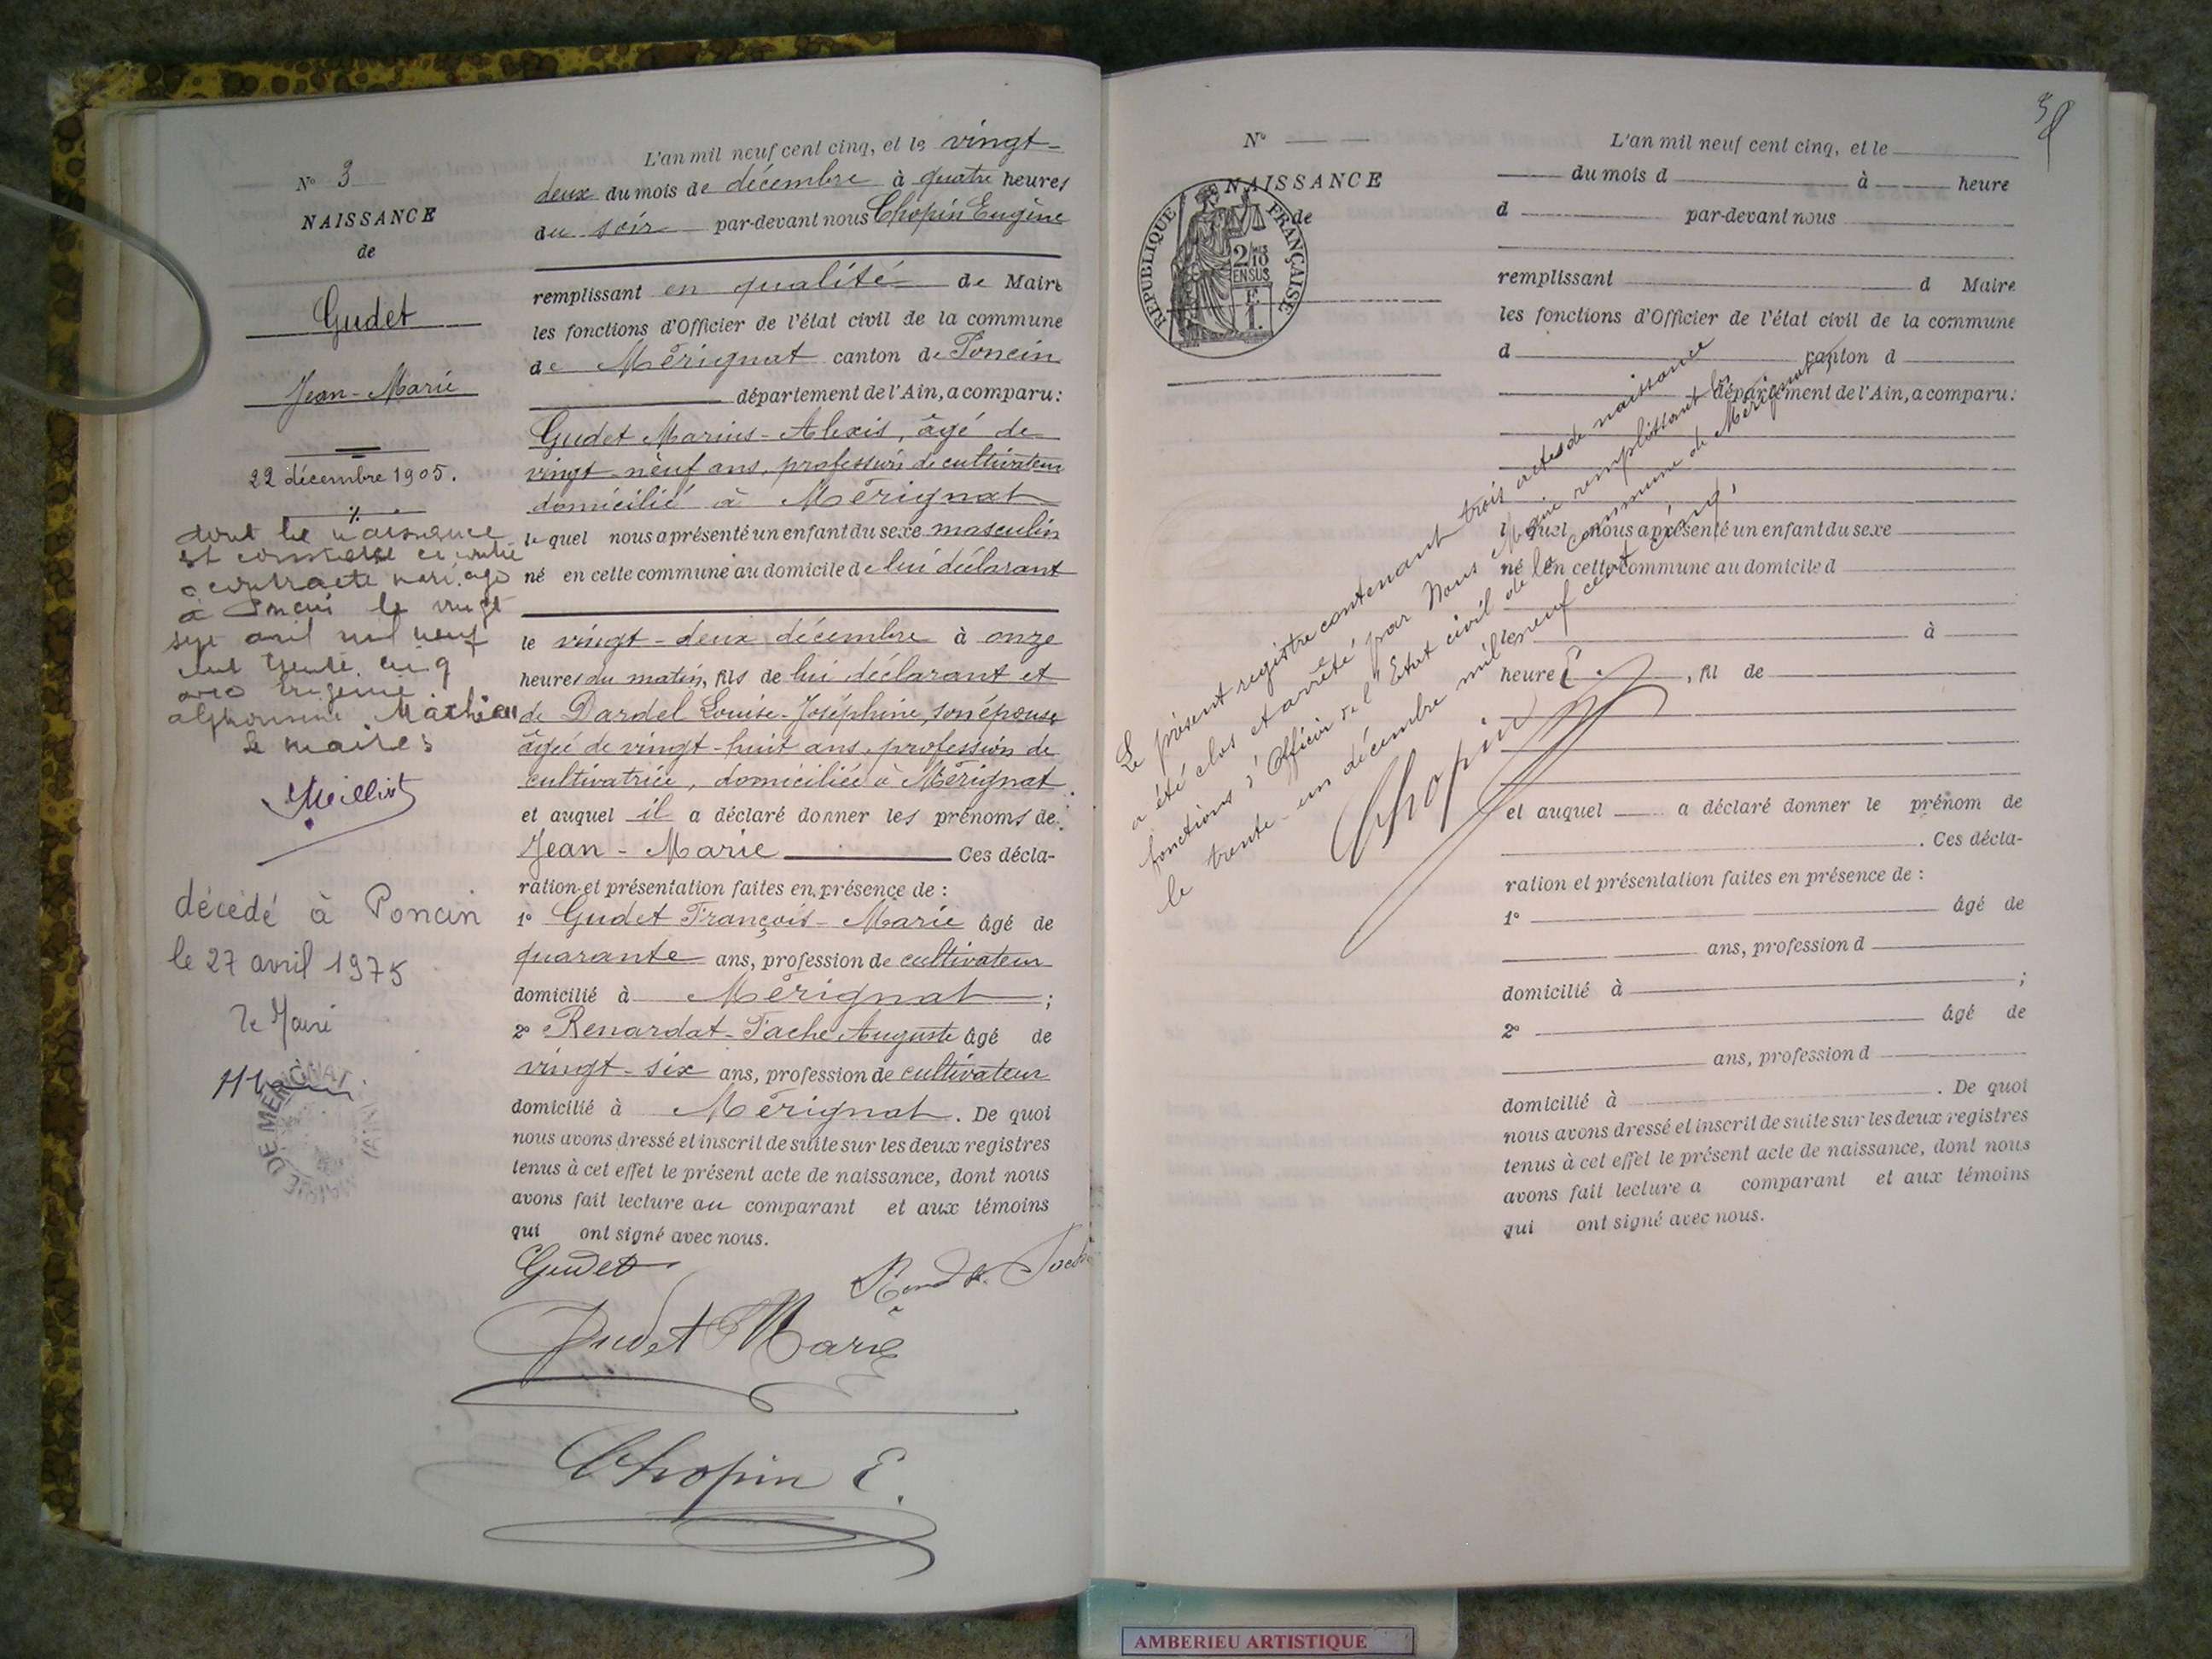 N° 3
NAISSANCE
de
Gudet
Jean-Marie
22 décembre 1905.
dont la naissance
est constatée ci contre
a contracté mariage
à Poncin le vingt
sept avril mil neuf
cent trente cinq
avec Eugénie
alphonsine Mathieu
Le maire
décédé à Poncin
le 27 avril 1975
Le Maire
MAIRIE DE MERIGNAT
L'an mil neuf cent cinq, et le vingt-
deux du mois de décembre à quatre heures
du soir par-devant nous Chopin Eugène
remplissant en qualité de Maire
les fonctions d'Officier de l'état civil de la commune
de Mérignat canton de Poncin
département de l'Ain, a comparu:
Gudet Marius-Alexis, âgé de
vingt-neuf ans, profession de cultivateur
domicilié à Mérignat
lequel nous a présenté un enfant du sexe masculin
né en cette commune au domicile de lui déclarant
le vingt-deux décembre à onze
heures du matin, fils de lui déclarant et
de Dardel Louise-Joséphine, son épouse
âgée de vingt-huit ans, profession de
cultivatrice, domiciliée à Mérignat.
et auquel il a déclaré donner les prénoms de:
Jean-Marie Ces décla-
ration et présentation faites en présence de :
1° Gudet François-Marie âgé de
quarante ans, profession de cultivateur
domicilié à Mérignat ;
2° Renardat-Fache Auguste âgé de
vingt-six ans, profession de cultivateur
domicilié à Mérignat. De quoi
nous avons dressé et inscrit de suite sur les deux registres
tenus à cet effet le présent acte de naissance, dont nous
avons fait lecture au comparant et aux témoins
qui ont signé avec nous.
Gudet
Gudet Marie
Chopin E.
N°
NAISSANCE
de
REPUBLIQUE FRANÇAISE
2/10 EN SUS
F. 1.
L'an mil neuf cent cinq, et le
du mois d à heure
d par-devant nous
remplissant d Maire
les fonctions d'Officier de l'état civil de la commune
d canton d
département de l'Ain, a comparu:
l quel nous a présenté un enfant du sexe
né en cette commune au domicile d
le à
heure , fil de
et auquel a déclaré donner le prénom de
. Ces décla-
ration et présentation faites en présence de :
1° âgé de
ans, profession d
domicilié à ;
2° âgé de
ans, profession d
domicilié à . De quoi
nous avons dressé et inscrit de suite sur les deux registres
tenus à cet effet le présent acte de naissance, dont nous
avons fait lecture a comparant et aux témoins
qui ont signé avec nous.
Le présent registre contenant trois actes de naissance
a été clos et arrêté par Nous Maire remplissant les
fonctions d'Officier de l'Etat civil de la commune de Mérignat,
le trente-un décembre mil neuf cent cinq,
Chopin E.
AMBERIEU ARTISTIQUE